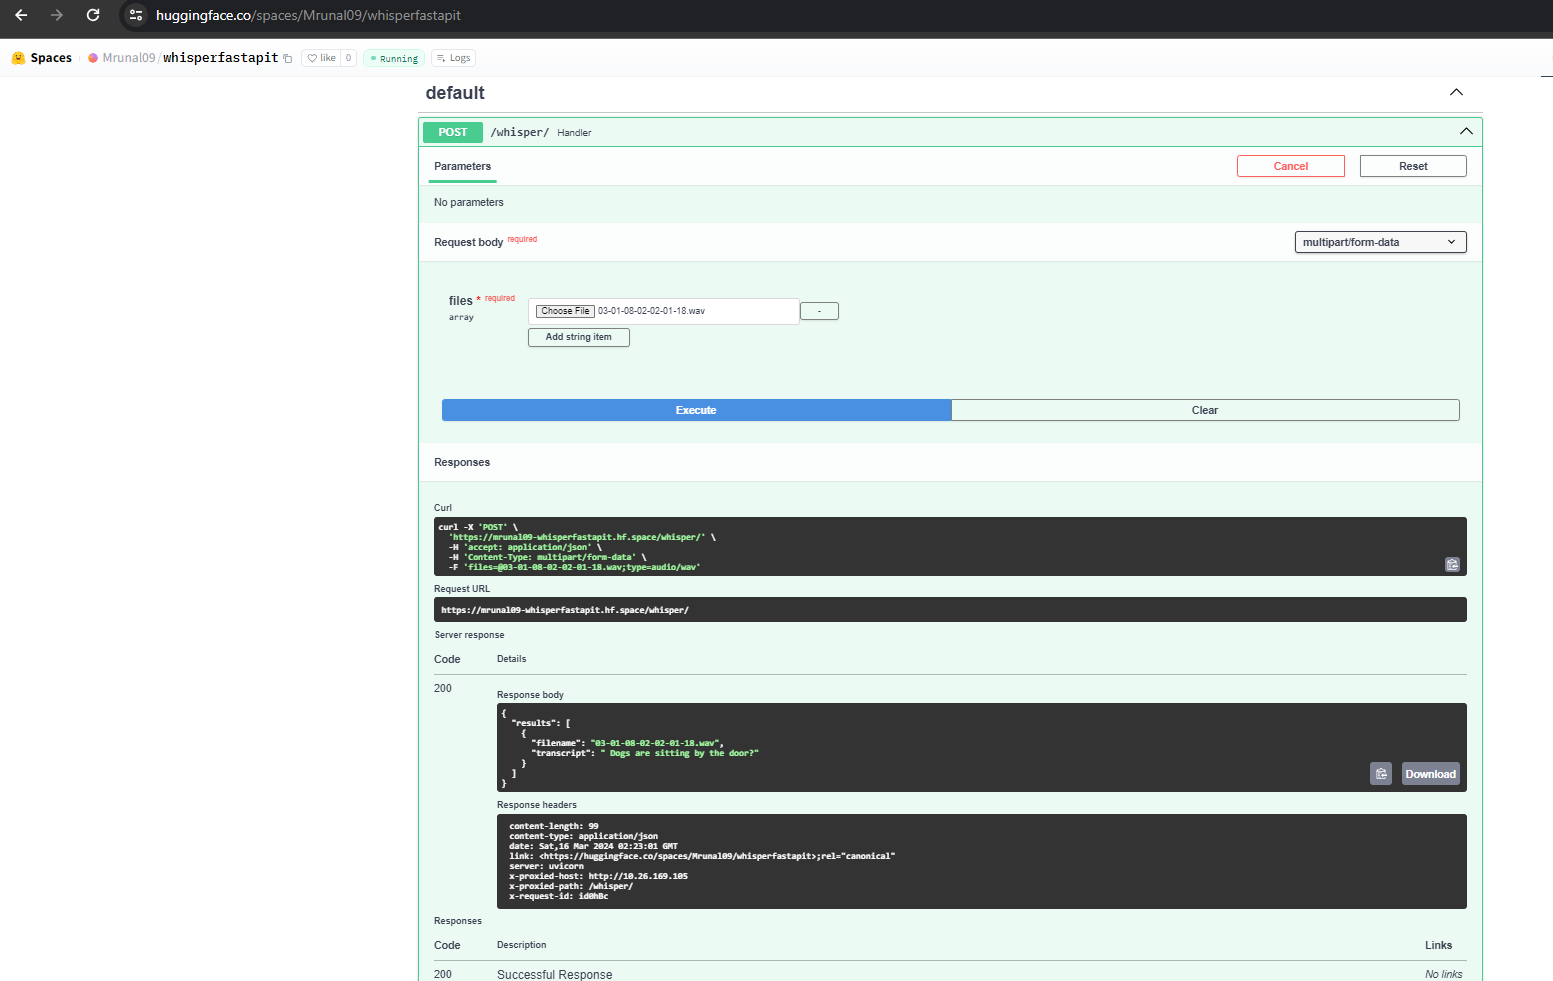 huggingface.co/spaces/Mrunal09/whisperfastapit
Spaces Mrunal09/whisperfastapit like 0 Running Logs
default
POST /whisper/ Handler
Parameters Cancel Reset
No parameters
Request body required multipart/form-data
files * required
array
Choose File 03-01-08-02-02-01-18.wav -
Add string item
Execute Clear
Responses
Curl
curl -X 'POST' \
'https://mrunal09-whisperfastapit.hf.space/whisper/' \
-H 'accept: application/json' \
-H 'Content-Type: multipart/form-data' \
-F 'files=@03-01-08-02-02-01-18.wav;type=audio/wav'
Request URL
https://mrunal09-whisperfastapit.hf.space/whisper/
Server response
Code Details
200
Response body
{
"results": [
{
"filename": "03-01-08-02-02-01-18.wav",
"transcript": " Dogs are sitting by the door?"
}
]
}
Download
Response headers
content-length: 99
content-type: application/json
date: Sat,16 Mar 2024 02:23:01 GMT
link: <https://huggingface.co/spaces/Mrunal09/whisperfastapit>;rel="canonical"
server: uvicorn
x-proxied-host: http://10.26.169.105
x-proxied-path: /whisper/
x-request-id: id0hBc
Responses
Code Description Links
200 Successful Response No links